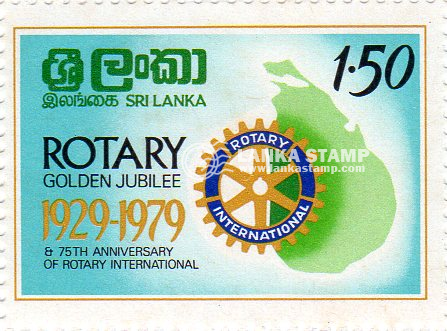 ශ්‍රී ලංකා
இலங்கை SRI LANKA
1·50
ROTARY
GOLDEN JUBILEE
1929-1979
& 75TH ANNIVERSARY
OF ROTARY INTERNATIONAL
ROTARY
INTERNATIONAL
LANKA STAMP
www.lankastamp.com